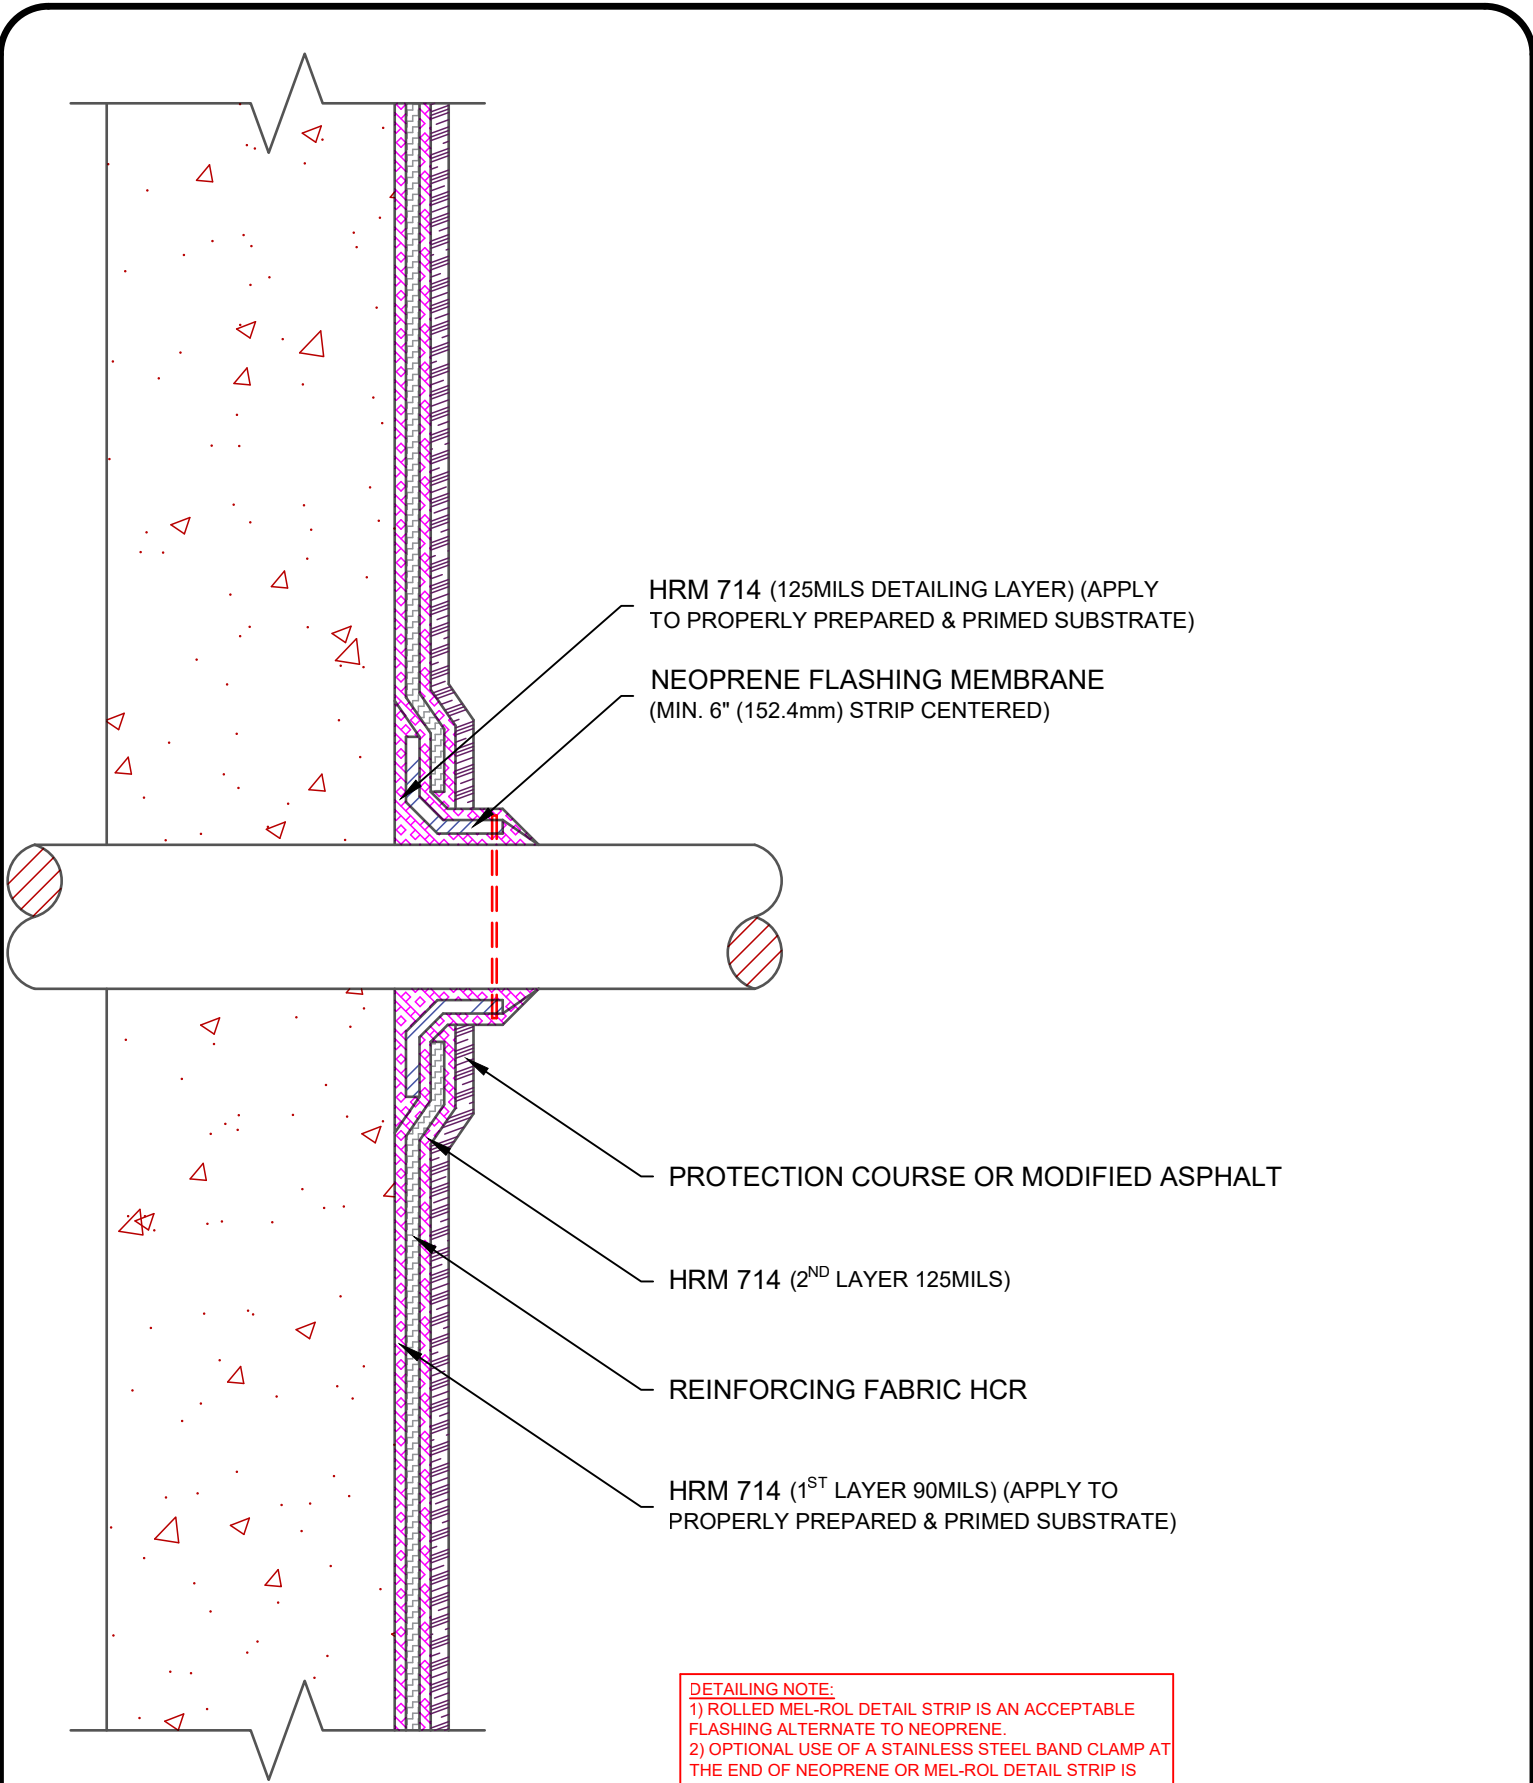 HRM 714 (125MILS DETAILING LAYER) (APPLY
TO PROPERLY PREPARED & PRIMED SUBSTRATE)
NEOPRENE FLASHING MEMBRANE
(MIN. 6" (152.4mm) STRIP CENTERED)
PROTECTION COURSE OR MODIFIED ASPHALT
HRM 714 (2ND LAYER 125MILS)
REINFORCING FABRIC HCR
HRM 714 (1ST LAYER 90MILS) (APPLY TO
PROPERLY PREPARED & PRIMED SUBSTRATE)
DETAILING NOTE:
1) ROLLED MEL-ROL DETAIL STRIP IS AN ACCEPTABLE
FLASHING ALTERNATE TO NEOPRENE.
2) OPTIONAL USE OF A STAINLESS STEEL BAND CLAMP AT
THE END OF NEOPRENE OR MEL-ROL DETAIL STRIP IS